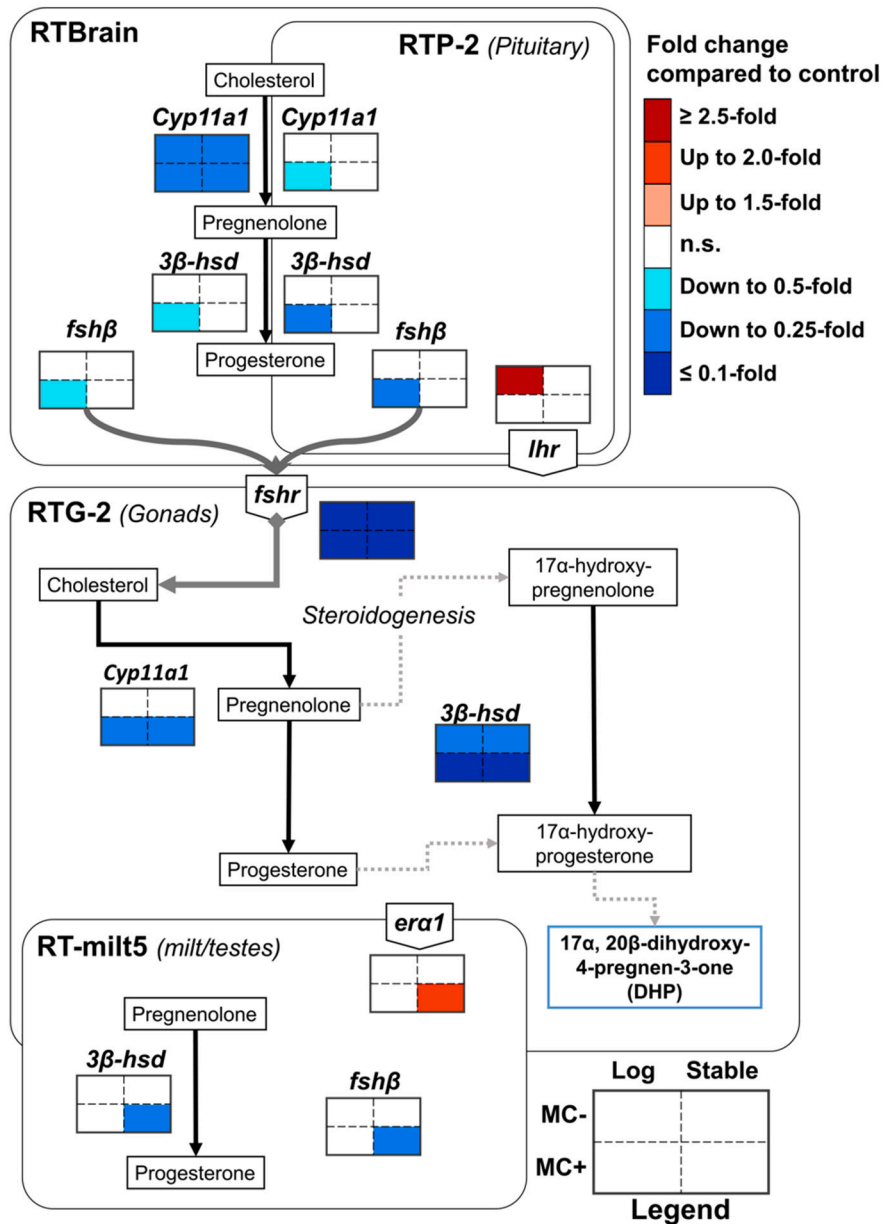 RTBrain
RTP-2 (Pituitary)
Cholesterol
Cyp11a1
Cyp11a1
Pregnenolone
3β-hsd
3β-hsd
fshβ
fshβ
Progesterone
lhr
Fold change
compared to control
≥ 2.5-fold
Up to 2.0-fold
Up to 1.5-fold
n.s.
Down to 0.5-fold
Down to 0.25-fold
≤ 0.1-fold
fshr
RTG-2 (Gonads)
Cholesterol
17α-hydroxy-
pregnenolone
Steroidogenesis
Cyp11a1
Pregnenolone
3β-hsd
Progesterone
17α-hydroxy-
progesterone
17α, 20β-dihydroxy-
4-pregnen-3-one
(DHP)
erα1
RT-milt5 (milt/testes)
Pregnenolone
3β-hsd
fshβ
Progesterone
Log Stable
MC-
MC+
Legend